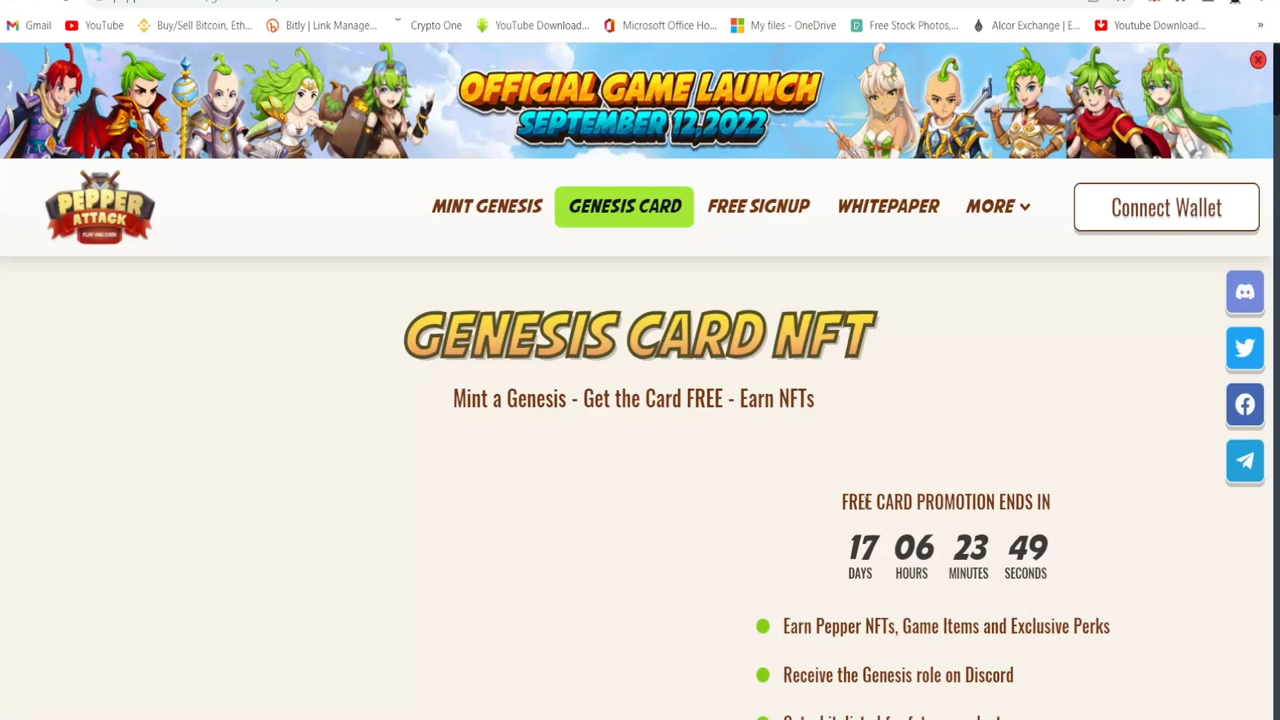 Gmail
YouTube
Buy/Sell Bitcoin, Eth...
Bitly | Link Manage...
Crypto One
YouTube Download...
Microsoft Office Ho...
My files - OneDrive
Free Stock Photos,...
Alcor Exchange | E...
Youtube Download...
»
OFFICIAL GAME LAUNCH
SEPTEMBER 12,2022
PEPPER
ATTACK
PLAY AND EARN
MINT GENESIS
GENESIS CARD
FREE SIGNUP
WHITEPAPER
MORE
Connect Wallet
GENESIS CARD NFT
Mint a Genesis - Get the Card FREE - Earn NFTs
FREE CARD PROMOTION ENDS IN
17 06 23 49
DAYS HOURS MINUTES SECONDS
Earn Pepper NFTs, Game Items and Exclusive Perks
Receive the Genesis role on Discord